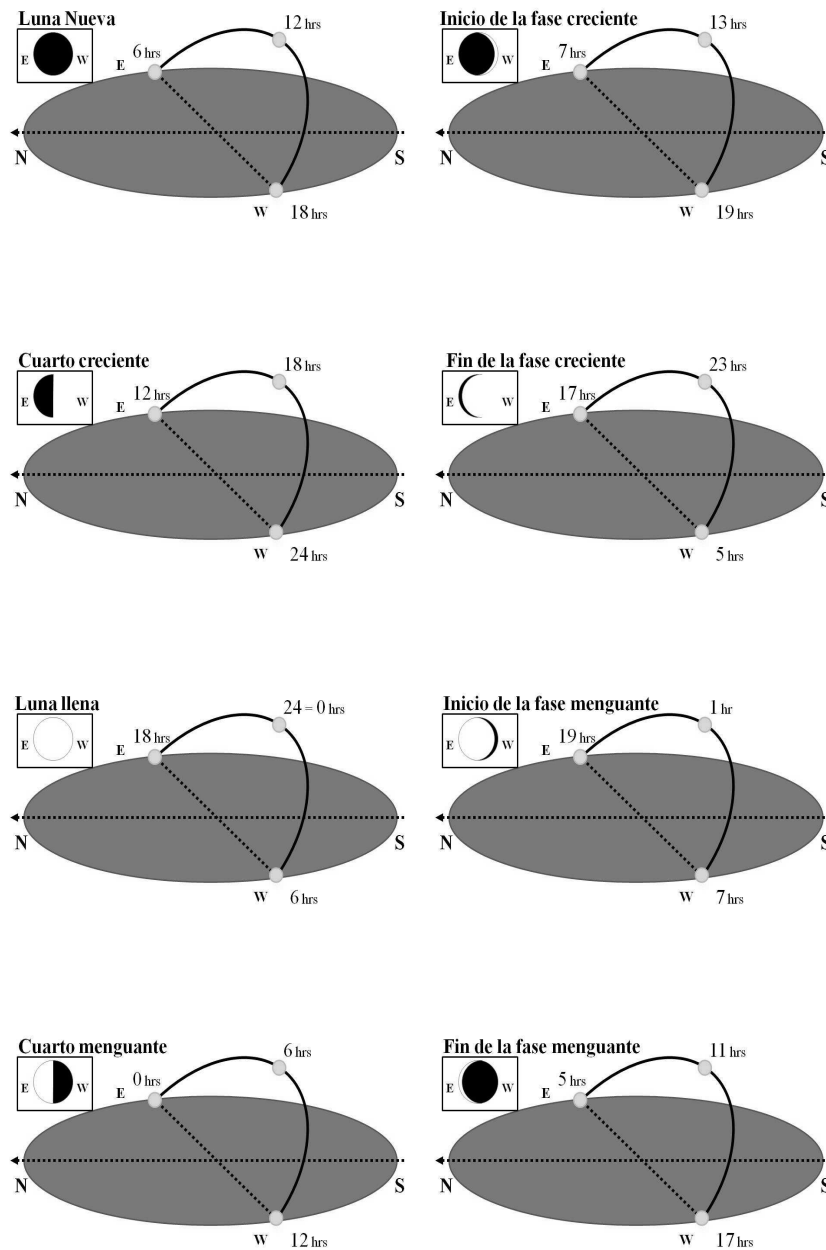 Luna Nueva
12 hrs
6 hrs
E
W
E
N
S
W
18 hrs
Inicio de la fase creciente
13 hrs
7 hrs
E
W
E
N
S
W
19 hrs
Cuarto creciente
18 hrs
12 hrs
E
W
E
N
S
W
24 hrs
Fin de la fase creciente
23 hrs
17 hrs
E
W
E
N
S
W
5 hrs
Luna llena
24 = 0 hrs
18 hrs
E
W
E
N
S
W
6 hrs
Inicio de la fase menguante
1 hr
19 hrs
E
W
E
N
S
W
7 hrs
Cuarto menguante
6 hrs
0 hrs
E
W
E
N
S
W
12 hrs
Fin de la fase menguante
11 hrs
5 hrs
E
W
E
N
S
W
17 hrs